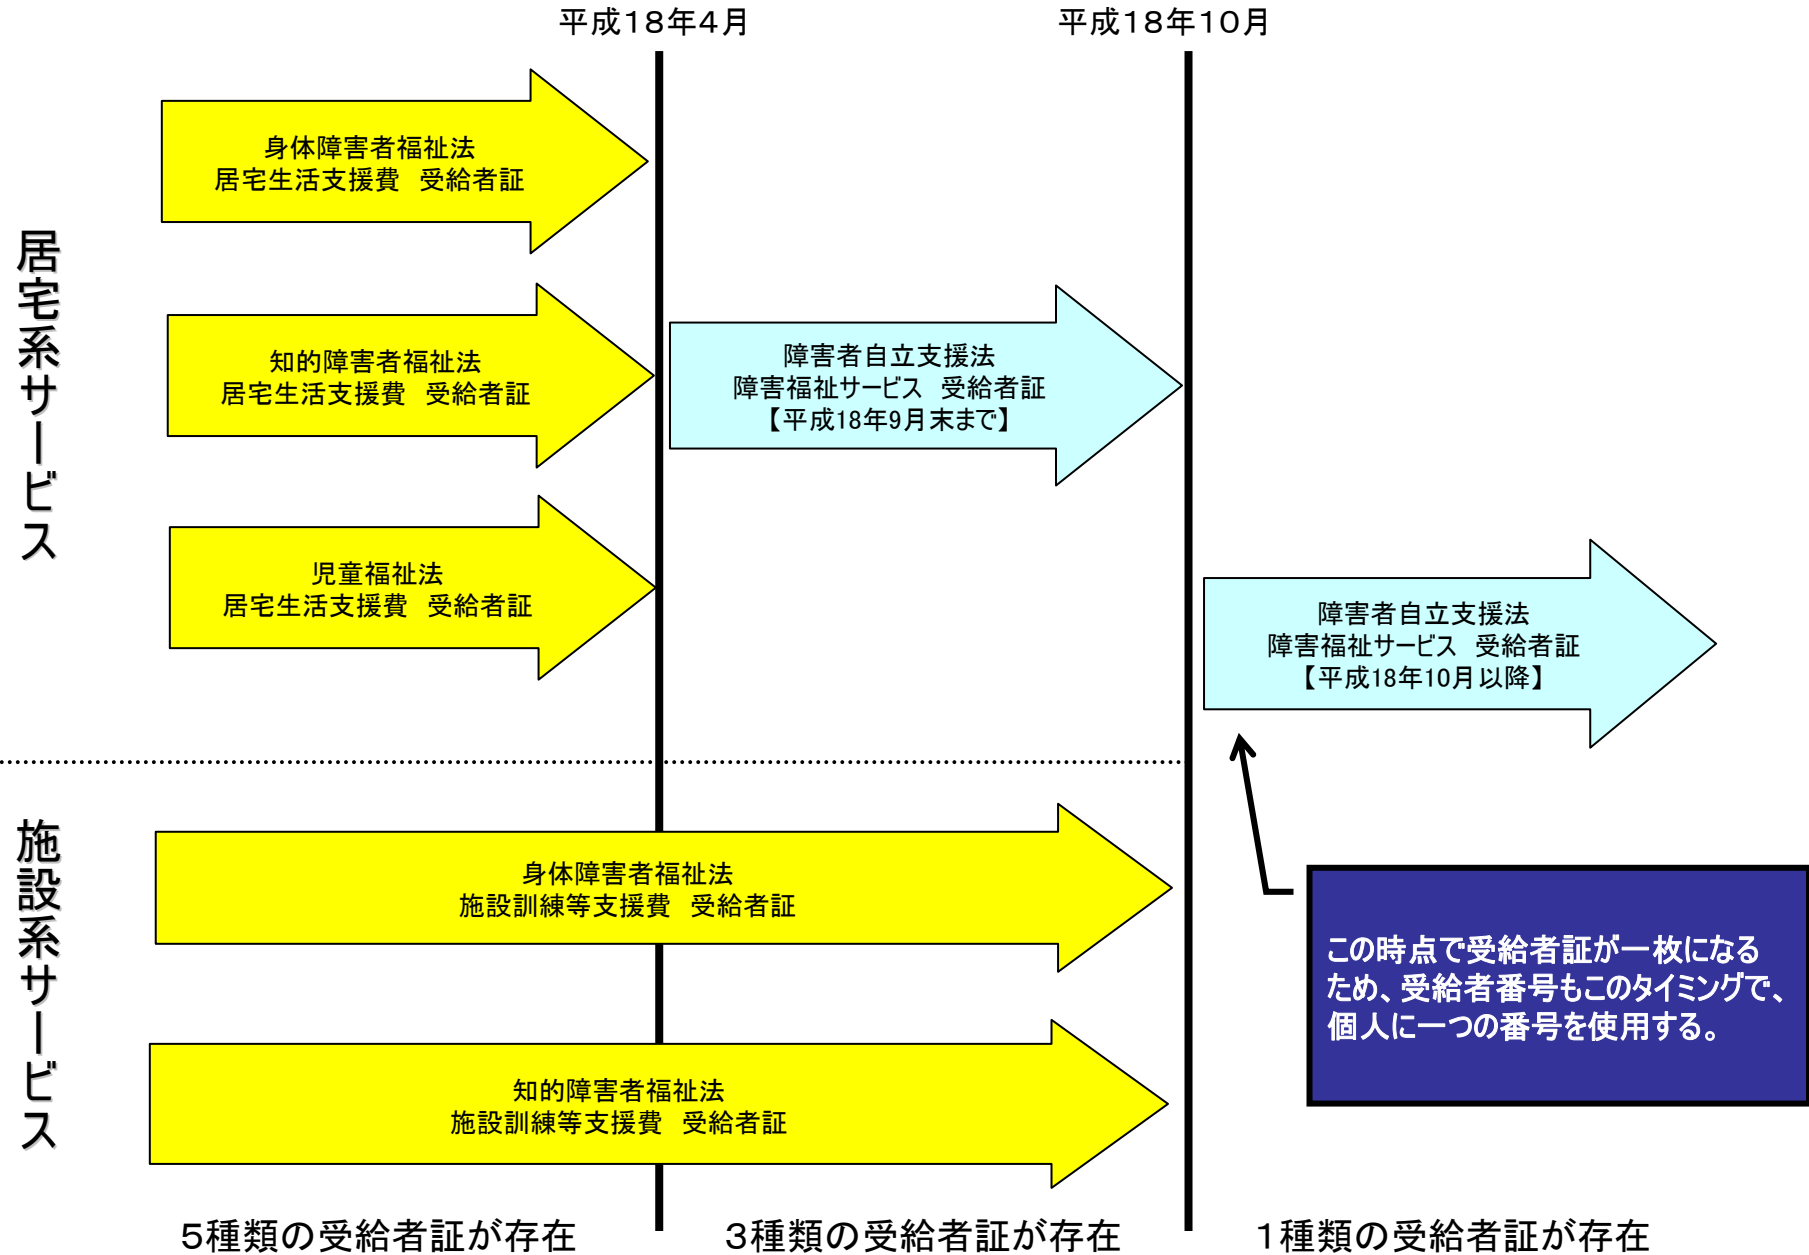 平成18年4月
平成18年10月
居宅系サービス
身体障害者福祉法
居宅生活支援費　受給者証
知的障害者福祉法
居宅生活支援費　受給者証
児童福祉法
居宅生活支援費　受給者証
障害者自立支援法
障害福祉サービス　受給者証
【平成18年9月末まで】
障害者自立支援法
障害福祉サービス　受給者証
【平成18年10月以降】
施設系サービス
身体障害者福祉法
施設訓練等支援費　受給者証
知的障害者福祉法
施設訓練等支援費　受給者証
この時点で受給者証が一枚になる
ため、受給者番号もこのタイミングで、
個人に一つの番号を使用する。
5種類の受給者証が存在
3種類の受給者証が存在
1種類の受給者証が存在